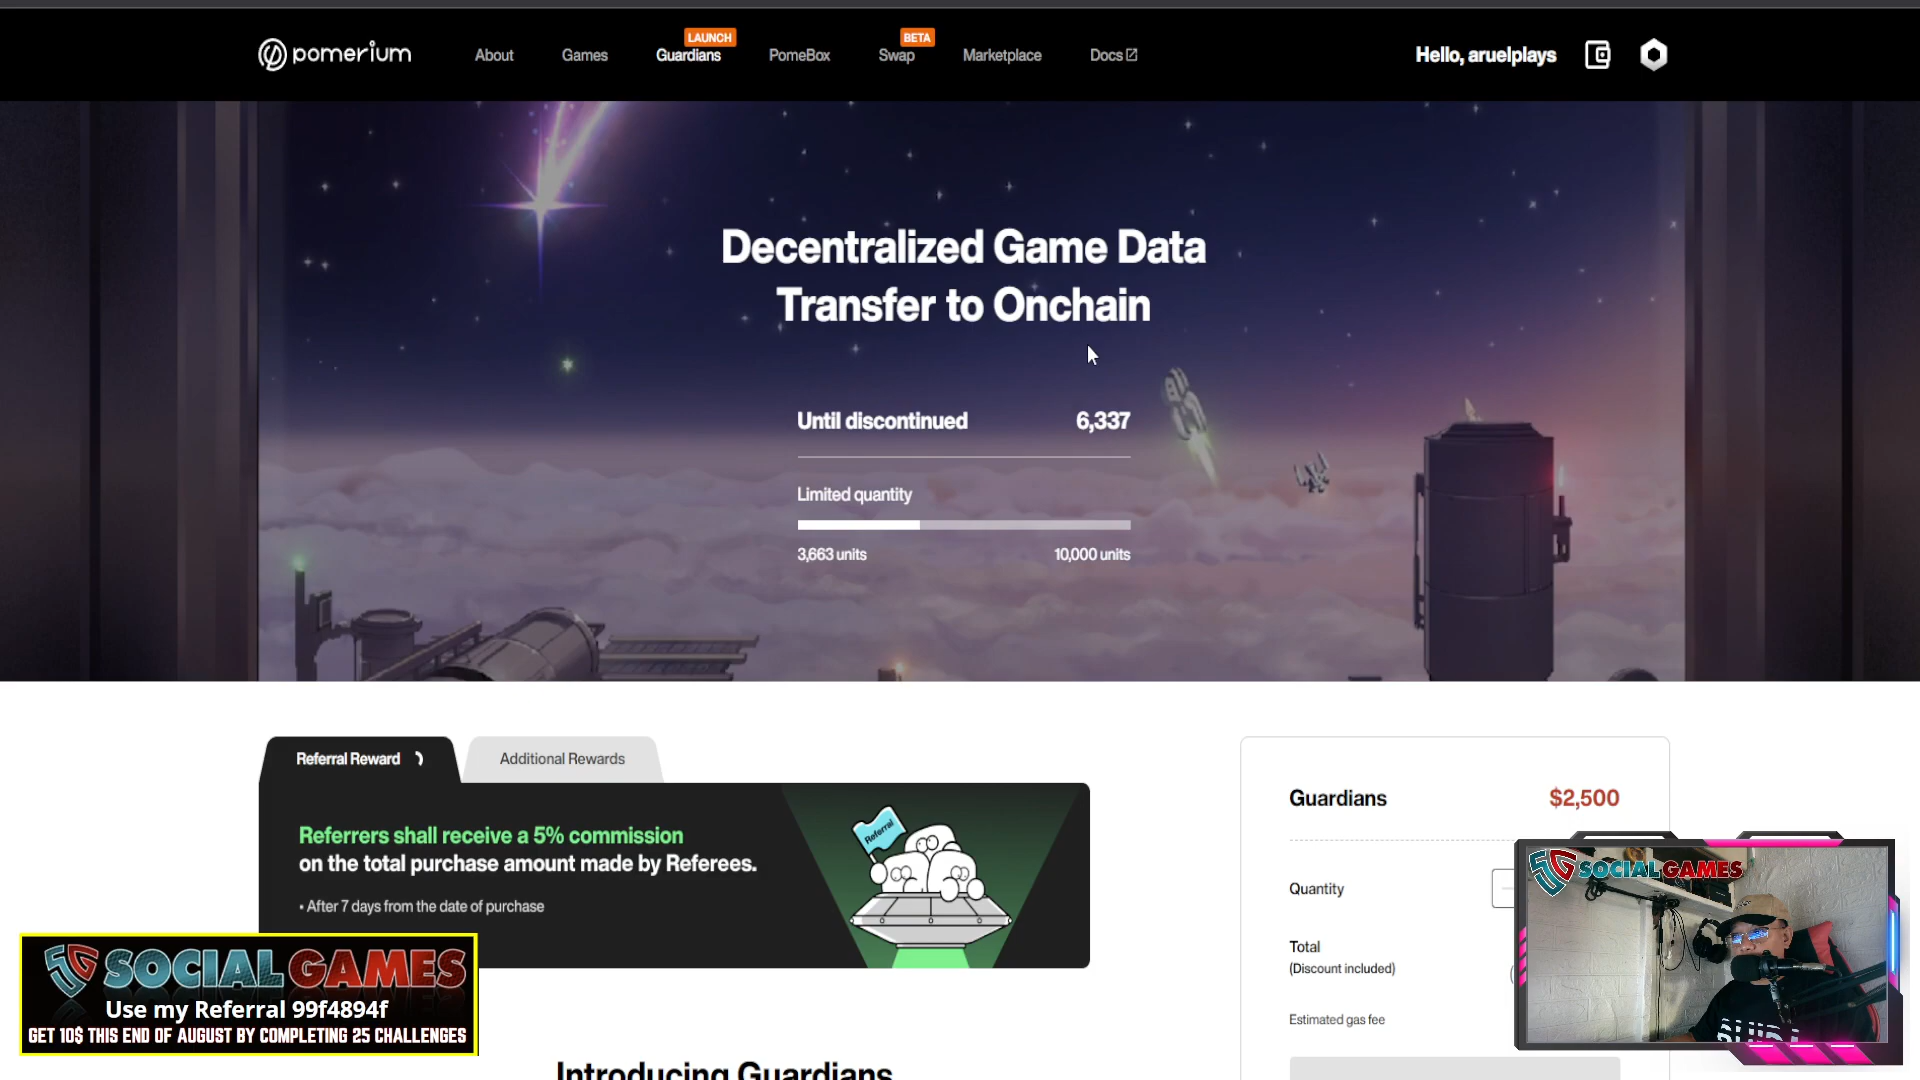 pomerium
About
Games
LAUNCH
Guardians
PomeBox
BETA
Swap
Marketplace
Docs
Hello, aruelplays
Decentralized Game Data
Transfer to Onchain
Until discontinued 6,337
Limited quantity
3,663 units 10,000 units
Referral Reward
Additional Rewards
Referrers shall receive a 5% commission
on the total purchase amount made by Referees.
• After 7 days from the date of purchase
Referral
Guardians $2,500
Quantity
Total
(Discount included)
Estimated gas fee
SG SOCIAL GAMES
SG SOCIAL GAMES
Use my Referral 99f4894f
GET 10$ THIS END OF AUGUST BY COMPLETING 25 CHALLENGES
Introducing Guardians